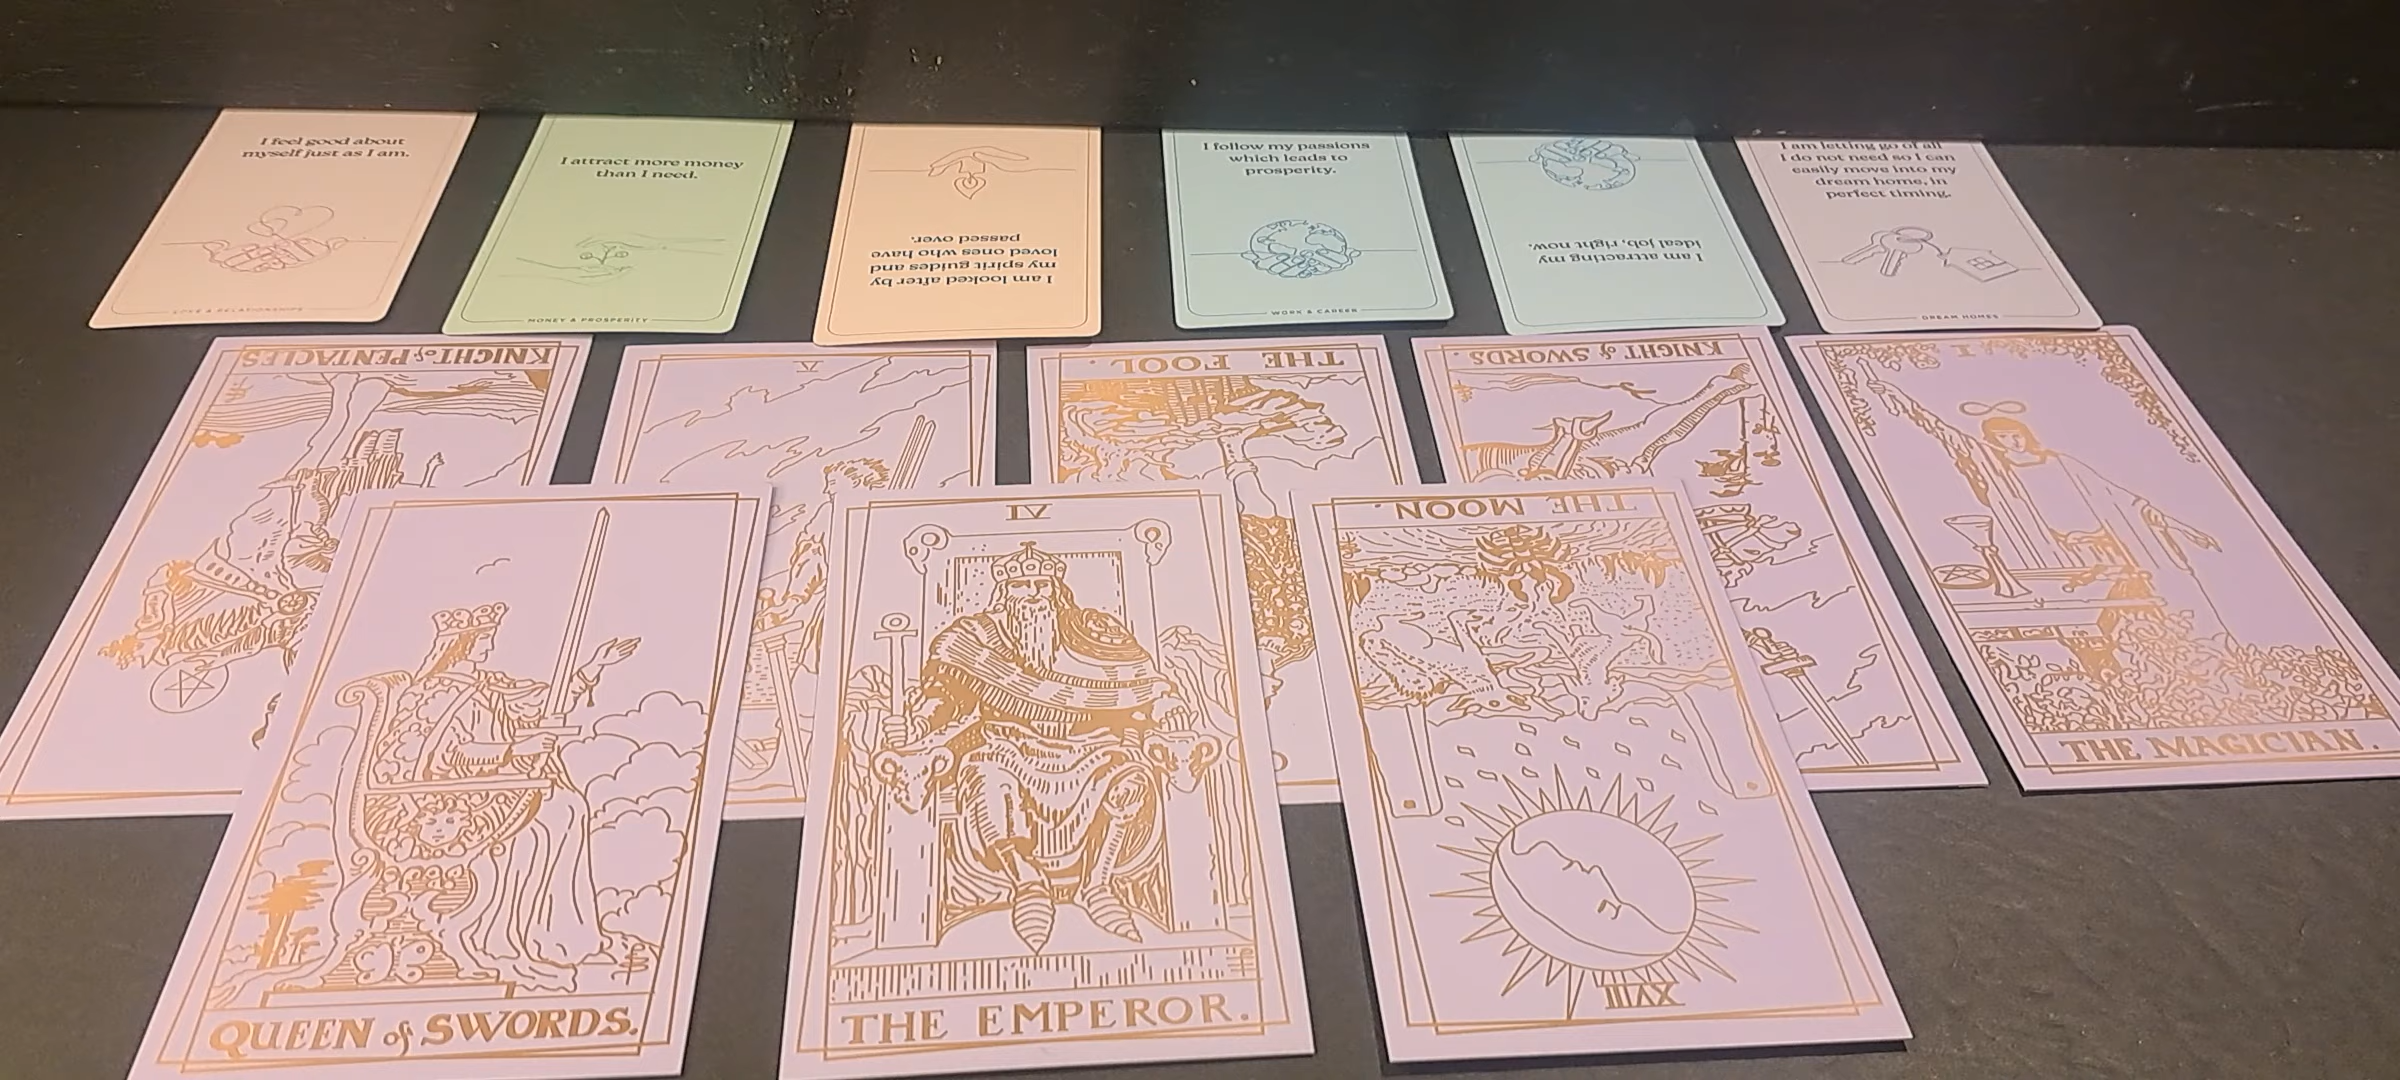 I feel good about
myself just as I am.
LOVE & RELATIONSHIPS
I attract more money
than I need.
MONEY & PROSPERITY
I am looked after by
my spirit guides and
loved ones who have
passed over.
I follow my passions
which leads to
prosperity.
WORK & CAREER
I am attracting my
ideal job, right now.
I am letting go of all
I do not need so I can
easily move into my
dream home, in
perfect timing.
DREAM HOMES
KNIGHT of PENTACLES
V
THE FOOL.
O
KNIGHT of SWORDS.
I
THE MAGICIAN.
QUEEN of SWORDS.
IV
THE EMPEROR.
THE MOON.
XVIII